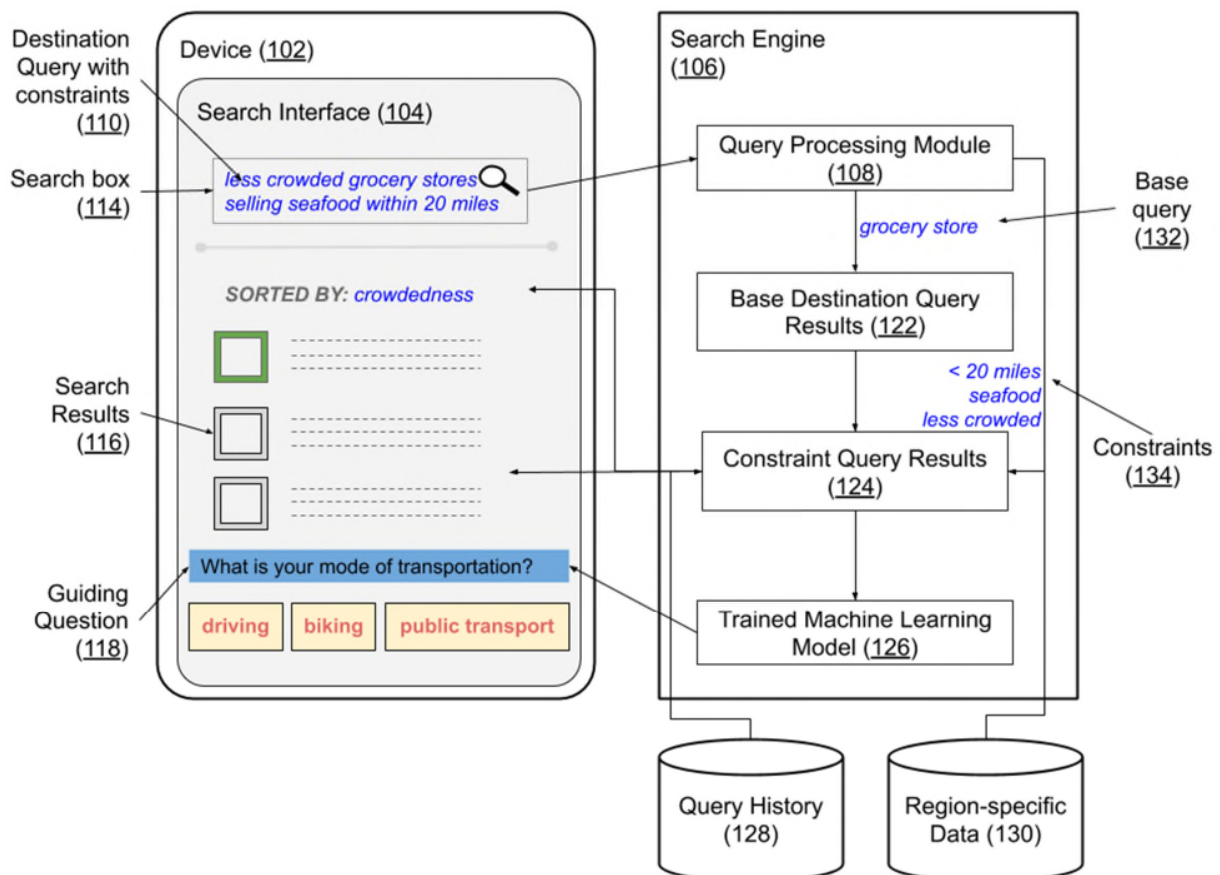 Destination
Query with
constraints
(110)
Search box
(114)
Search
Results
(116)
Guiding
Question
(118)
Device (102)
Search Interface (104)
less crowded grocery stores
selling seafood within 20 miles
SORTED BY: crowdedness
What is your mode of transportation?
driving
biking
public transport
Search Engine
(106)
Query Processing Module
(108)
grocery store
Base Destination Query
Results (122)
< 20 miles
seafood
less crowded
Constraint Query Results
(124)
Trained Machine Learning
Model (126)
Base
query
(132)
Constraints
(134)
Query History
(128)
Region-specific
Data (130)